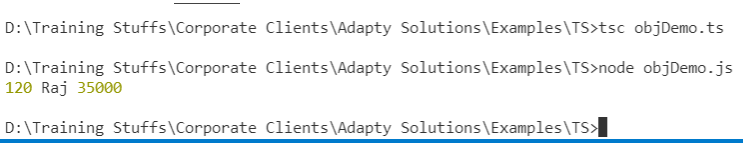 D:\Training Stuffs\Corporate Clients\Adapty Solutions\Examples\TS>tsc objDemo.ts
D:\Training Stuffs\Corporate Clients\Adapty Solutions\Examples\TS>node objDemo.js
120 Raj 35000
D:\Training Stuffs\Corporate Clients\Adapty Solutions\Examples\TS>